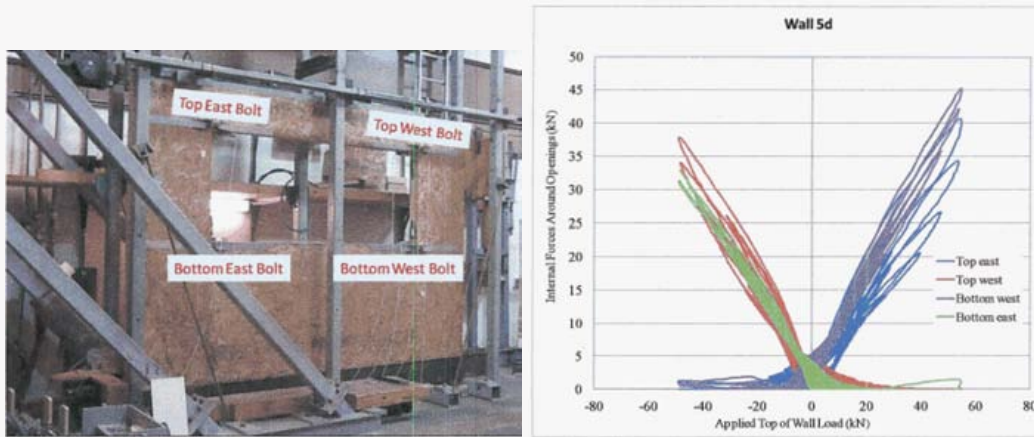 Top East Bolt
Top West Bolt
Bottom East Bolt
Bottom West Bolt
Wall 5d
Internal Forces Around Openings (kN)
50
45
40
35
30
25
20
15
10
5
0
Top east
Top west
Bottom west
Bottom east
-80 -60 -40 -20 0 20 40 60 80
Applied Top of Wall Load (kN)